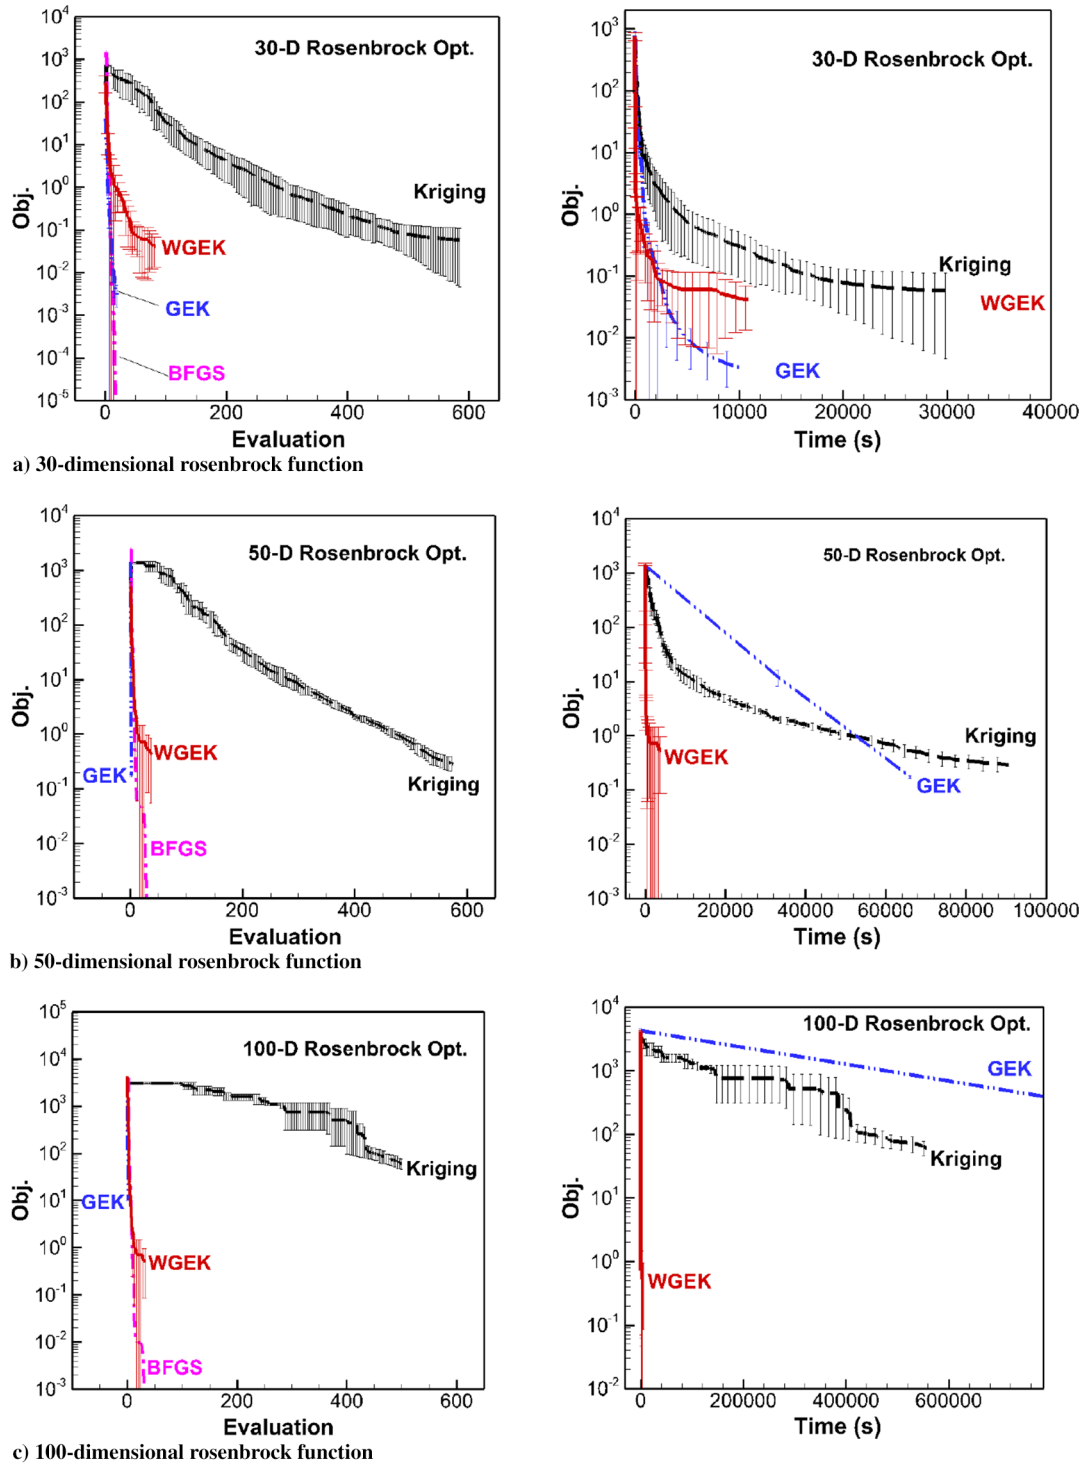 10^4
10^3
10^2
10^1
10^0
10^-1
10^-2
10^-3
10^-4
10^-5
Obj.
30-D Rosenbrock Opt.
Kriging
WGEK
GEK
BFGS
0 200 400 600
Evaluation
10^3
10^2
10^1
10^0
10^-1
10^-2
10^-3
Obj.
30-D Rosenbrock Opt.
Kriging
WGEK
GEK
0 10000 20000 30000 40000
Time (s)
a) 30-dimensional rosenbrock function
10^4
10^3
10^2
10^1
10^0
10^-1
10^-2
10^-3
Obj.
50-D Rosenbrock Opt.
WGEK
GEK
Kriging
BFGS
0 200 400 600
Evaluation
10^4
10^3
10^2
10^1
10^0
10^-1
10^-2
10^-3
Obj.
50-D Rosenbrock Opt.
Kriging
WGEK
GEK
0 20000 40000 60000 80000 100000
Time (s)
b) 50-dimensional rosenbrock function
10^5
10^4
10^3
10^2
10^1
10^0
10^-1
10^-2
10^-3
Obj.
100-D Rosenbrock Opt.
Kriging
GEK
WGEK
BFGS
0 200 400 600
Evaluation
10^4
10^3
10^2
10^1
10^0
10^-1
10^-2
Obj.
100-D Rosenbrock Opt.
GEK
Kriging
WGEK
0 200000 400000 600000
Time (s)
c) 100-dimensional rosenbrock function